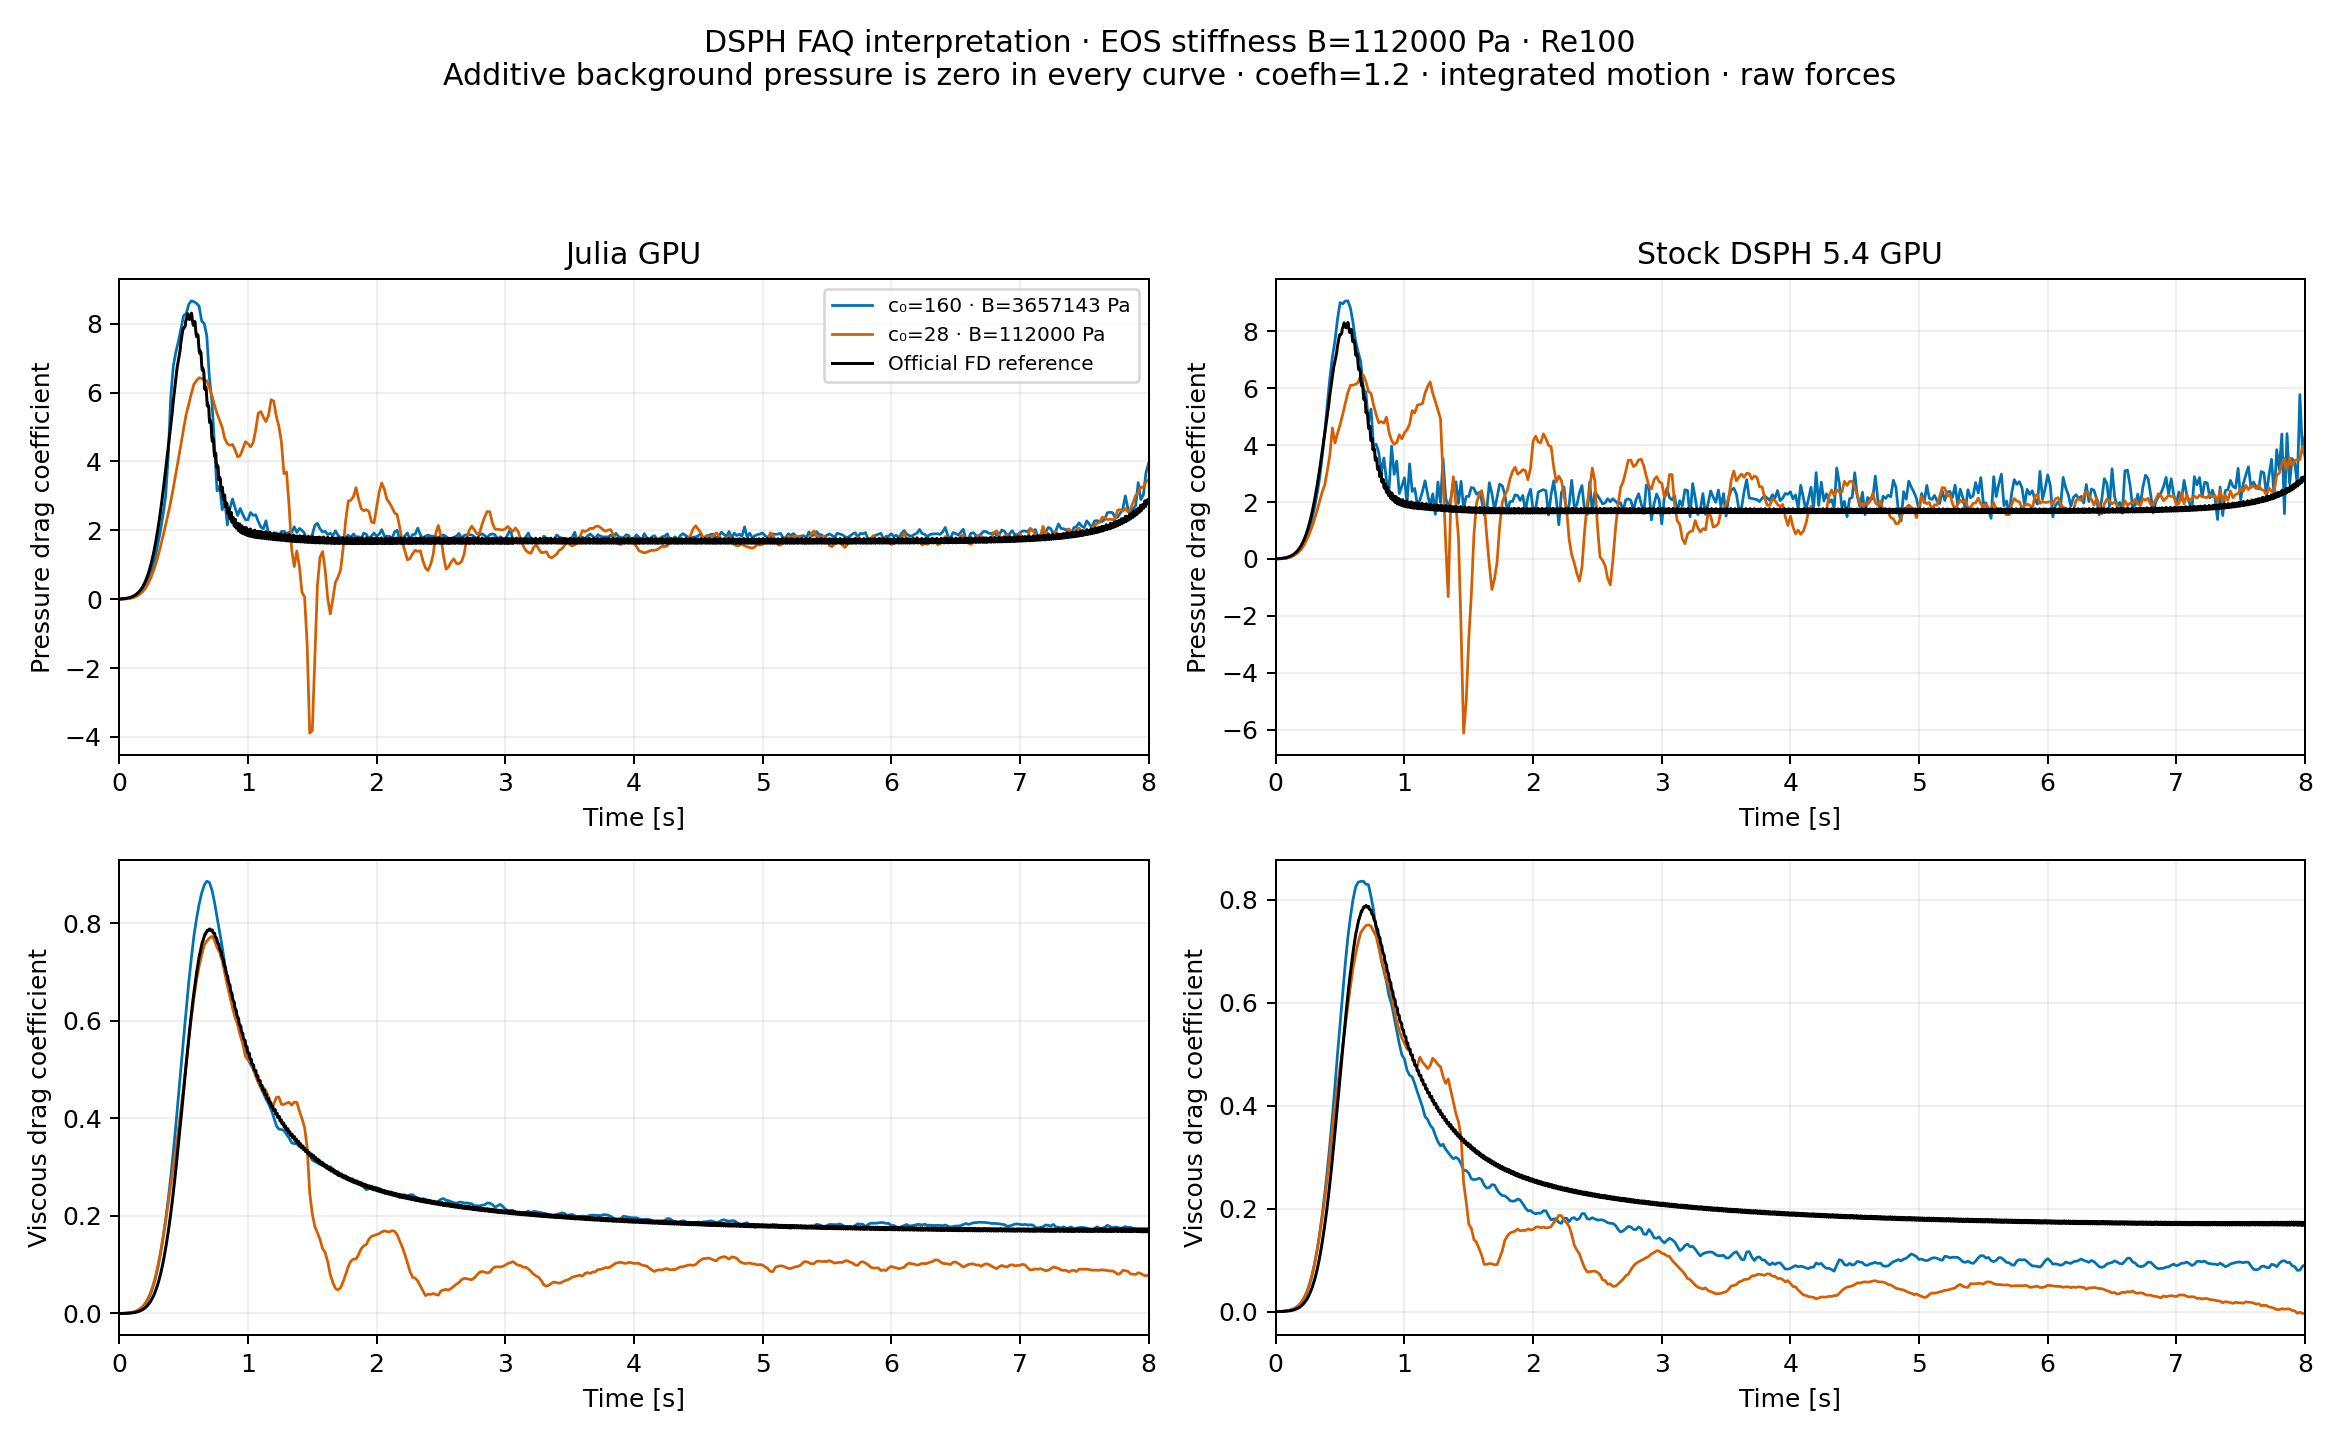 DSPH FAQ interpretation · EOS stiffness B=112000 Pa · Re100
Additive background pressure is zero in every curve · coefh=1.2 · integrated motion · raw forces
Julia GPU
Pressure drag coefficient
8
6
4
2
0
−2
−4
c₀=160 · B=3657143 Pa
c₀=28 · B=112000 Pa
Official FD reference
0 1 2 3 4 5 6 7 8
Time [s]
Stock DSPH 5.4 GPU
Pressure drag coefficient
8
6
4
2
0
−2
−4
−6
0 1 2 3 4 5 6 7 8
Time [s]
Viscous drag coefficient
0.8
0.6
0.4
0.2
0.0
0 1 2 3 4 5 6 7 8
Time [s]
Viscous drag coefficient
0.8
0.6
0.4
0.2
0.0
0 1 2 3 4 5 6 7 8
Time [s]